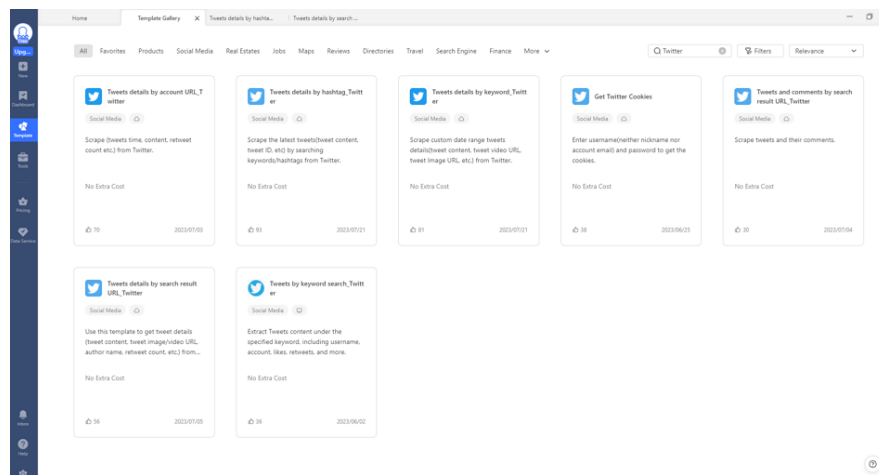 Home
Template Gallery
Tweets details by hashta...
Tweets details by search ...
Upg...
New
Dashboard
Template
Tools
Pricing
Data Service
Inbox
Help
All
Favorites
Products
Social Media
Real Estates
Jobs
Maps
Reviews
Directories
Travel
Search Engine
Finance
More
Twitter
Filters
Relevance
Tweets details by account URL_T
witter
Social Media
Scrape (tweets time, content, retweet
count etc.) from Twitter.
No Extra Cost
70
2023/07/03
Tweets details by hashtag_Twitt
er
Social Media
Scrape the latest tweets(tweet content,
tweet ID, etc) by searching
keywords/hashtags from Twitter.
No Extra Cost
93
2023/07/21
Tweets details by keyword_Twitt
er
Social Media
Scrape custom date range tweets
details(tweet content, tweet video URL,
tweet Image URL, etc.) from Twitter.
No Extra Cost
81
2023/07/21
Get Twitter Cookies
Social Media
Enter username(neither nickname nor
account email) and password to get the
cookies.
No Extra Cost
38
2023/06/25
Tweets and comments by search
result URL_Twitter
Social Media
Scrape tweets and their comments.
No Extra Cost
30
2023/07/04
Tweets details by search result
URL_Twitter
Social Media
Use this template to get tweet details
(tweet content, tweet image/video URL,
author name, retweet count, etc.) from...
No Extra Cost
56
2023/07/05
Tweets by keyword search_Twitt
er
Social Media
Extract Tweets content under the
specified keyword, including username,
account, likes, retweets, and more.
No Extra Cost
36
2023/06/02